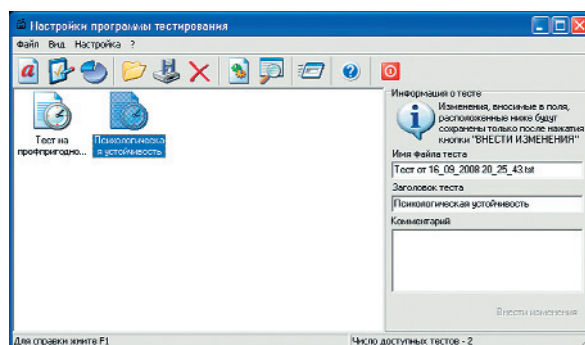 Настройки программы тестирования
Файл Вид Настройка ?
Тест на
профпригодно...
Психологическа
я устойчивость
Информация о тесте
Изменения, вносимые в поля,
расположенные ниже будут
сохранены только после нажатия
кнопки "ВНЕСТИ ИЗМЕНЕНИЯ"
Имя файла теста
Тест от 16_09_2008 20_25_43.tst
Заголовок теста
Психологическая устойчивость
Комментарий
Внести изменения
Для справки жмите F1
Число доступных тестов - 2